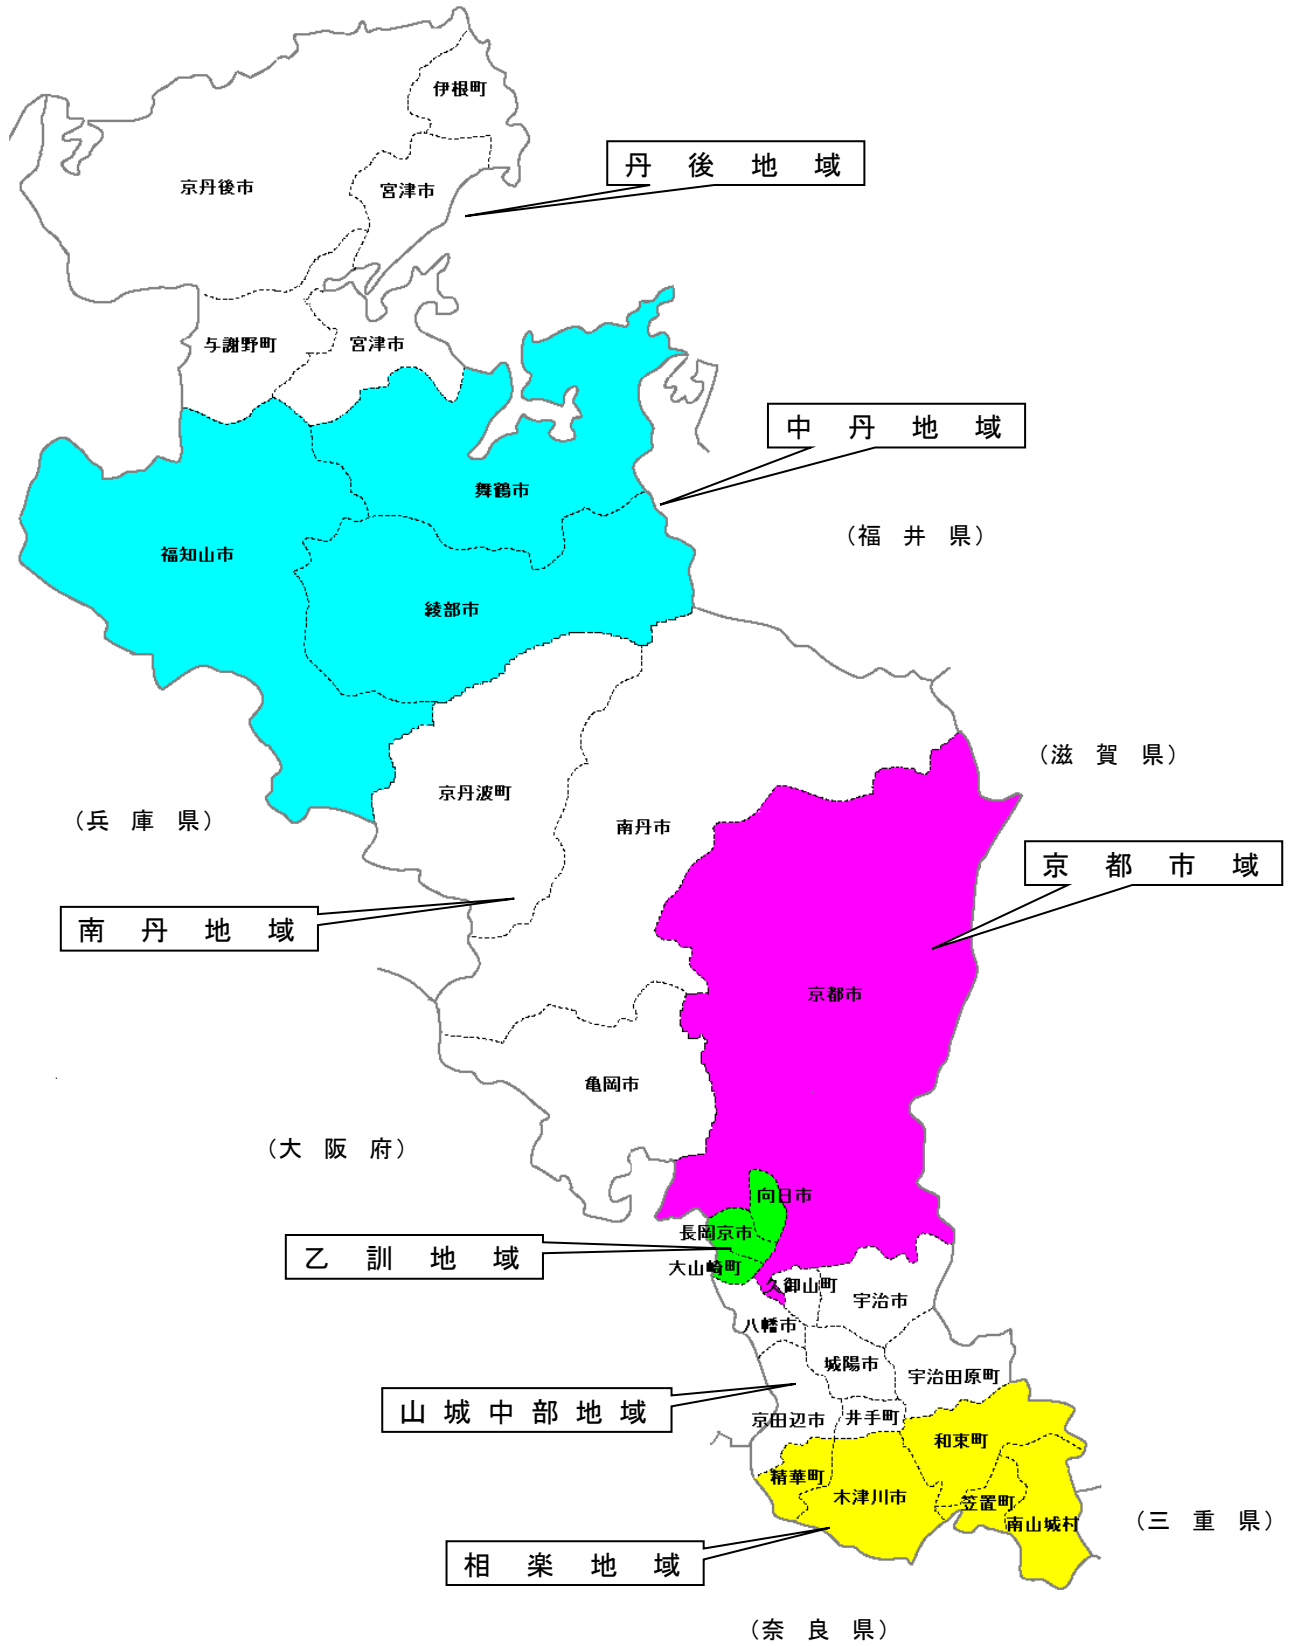 伊根町
丹後地域
京丹後市
宮津市
与謝野町
宮津市
中丹地域
舞鶴市
(福井県)
福知山市
綾部市
(滋賀県)
京丹波町
(兵庫県)
南丹市
京都市域
南丹地域
京都市
亀岡市
(大阪府)
向日市
長岡京市
乙訓地域
大山崎町
久御山町
宇治市
八幡市
城陽市
宇治田原町
山城中部地域
京田辺市
井手町
和束町
精華町
木津川市
笠置町
南山城村
(三重県)
相楽地域
(奈良県)